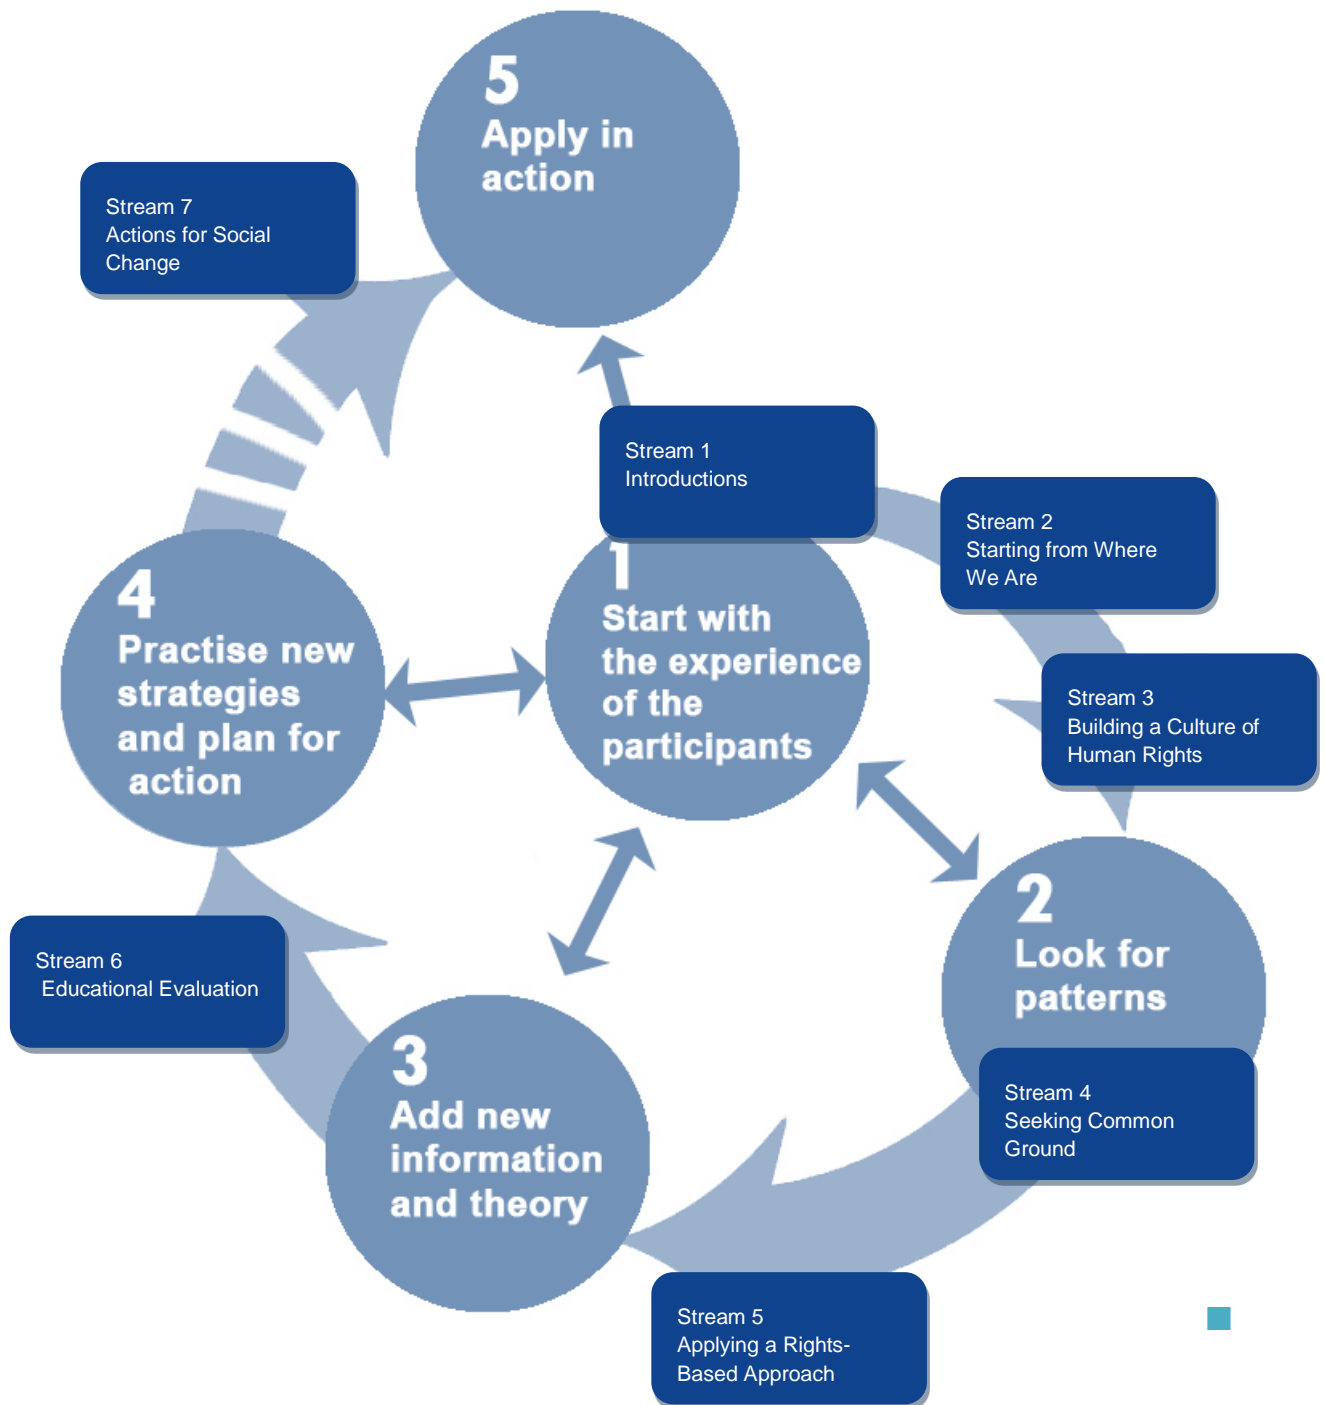 5
Apply in
action
Stream 7
Actions for Social
Change
Stream 1
Introductions
Stream 2
Starting from Where
We Are
1
Start with
the experience
of the
participants
4
Practise new
strategies
and plan for
action
Stream 3
Building a Culture of
Human Rights
2
Look for
patterns
Stream 6
Educational Evaluation
3
Add new
information
and theory
Stream 4
Seeking Common
Ground
Stream 5
Applying a Rights-
Based Approach